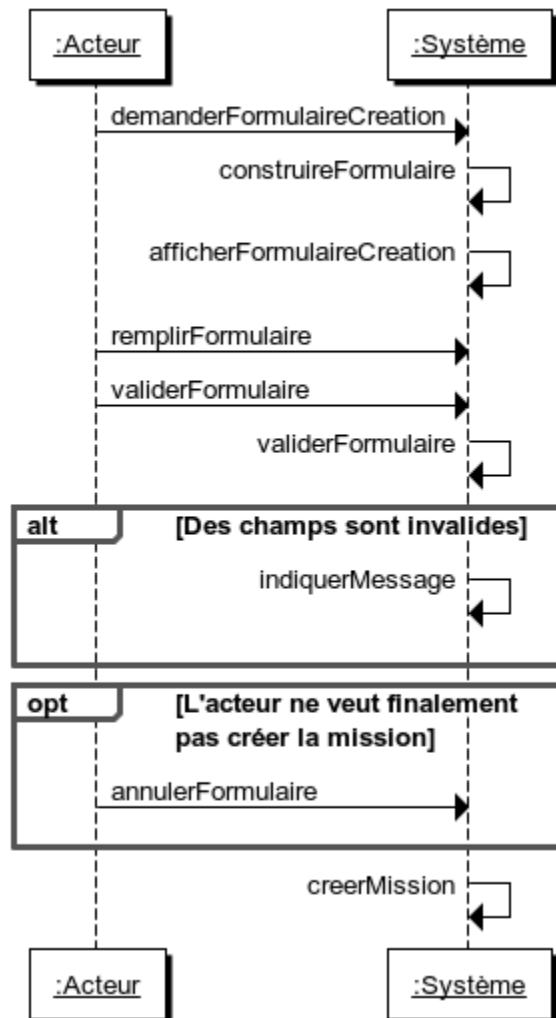 :Acteur
:Système
demanderFormulaireCreation
construireFormulaire
afficherFormulaireCreation
remplirFormulaire
validerFormulaire
validerFormulaire
alt
[Des champs sont invalides]
indiquerMessage
opt
[L'acteur ne veut finalement
pas créer la mission]
annulerFormulaire
creerMission
:Acteur
:Système